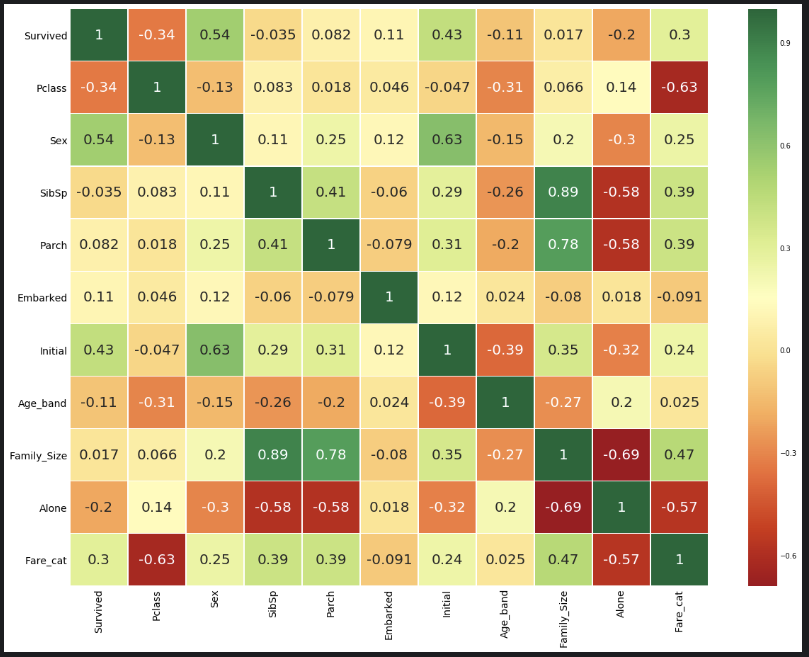 Survived 1 -0.34 0.54 -0.035 0.082 0.11 0.43 -0.11 0.017 -0.2 0.3
Pclass -0.34 1 -0.13 0.083 0.018 0.046 -0.047 -0.31 0.066 0.14 -0.63
Sex 0.54 -0.13 1 0.11 0.25 0.12 0.63 -0.15 0.2 -0.3 0.25
SibSp -0.035 0.083 0.11 1 0.41 -0.06 0.29 -0.26 0.89 -0.58 0.39
Parch 0.082 0.018 0.25 0.41 1 -0.079 0.31 -0.2 0.78 -0.58 0.39
Embarked 0.11 0.046 0.12 -0.06 -0.079 1 0.12 0.024 -0.08 0.018 -0.091
Initial 0.43 -0.047 0.63 0.29 0.31 0.12 1 -0.39 0.35 -0.32 0.24
Age_band -0.11 -0.31 -0.15 -0.26 -0.2 0.024 -0.39 1 -0.27 0.2 0.025
Family_Size 0.017 0.066 0.2 0.89 0.78 -0.08 0.35 -0.27 1 -0.69 0.47
Alone -0.2 0.14 -0.3 -0.58 -0.58 0.018 -0.32 0.2 -0.69 1 -0.57
Fare_cat 0.3 -0.63 0.25 0.39 0.39 -0.091 0.24 0.025 0.47 -0.57 1
Survived Pclass Sex SibSp Parch Embarked Initial Age_band Family_Size Alone Fare_cat
0.9
0.6
0.3
0.0
−0.3
−0.6